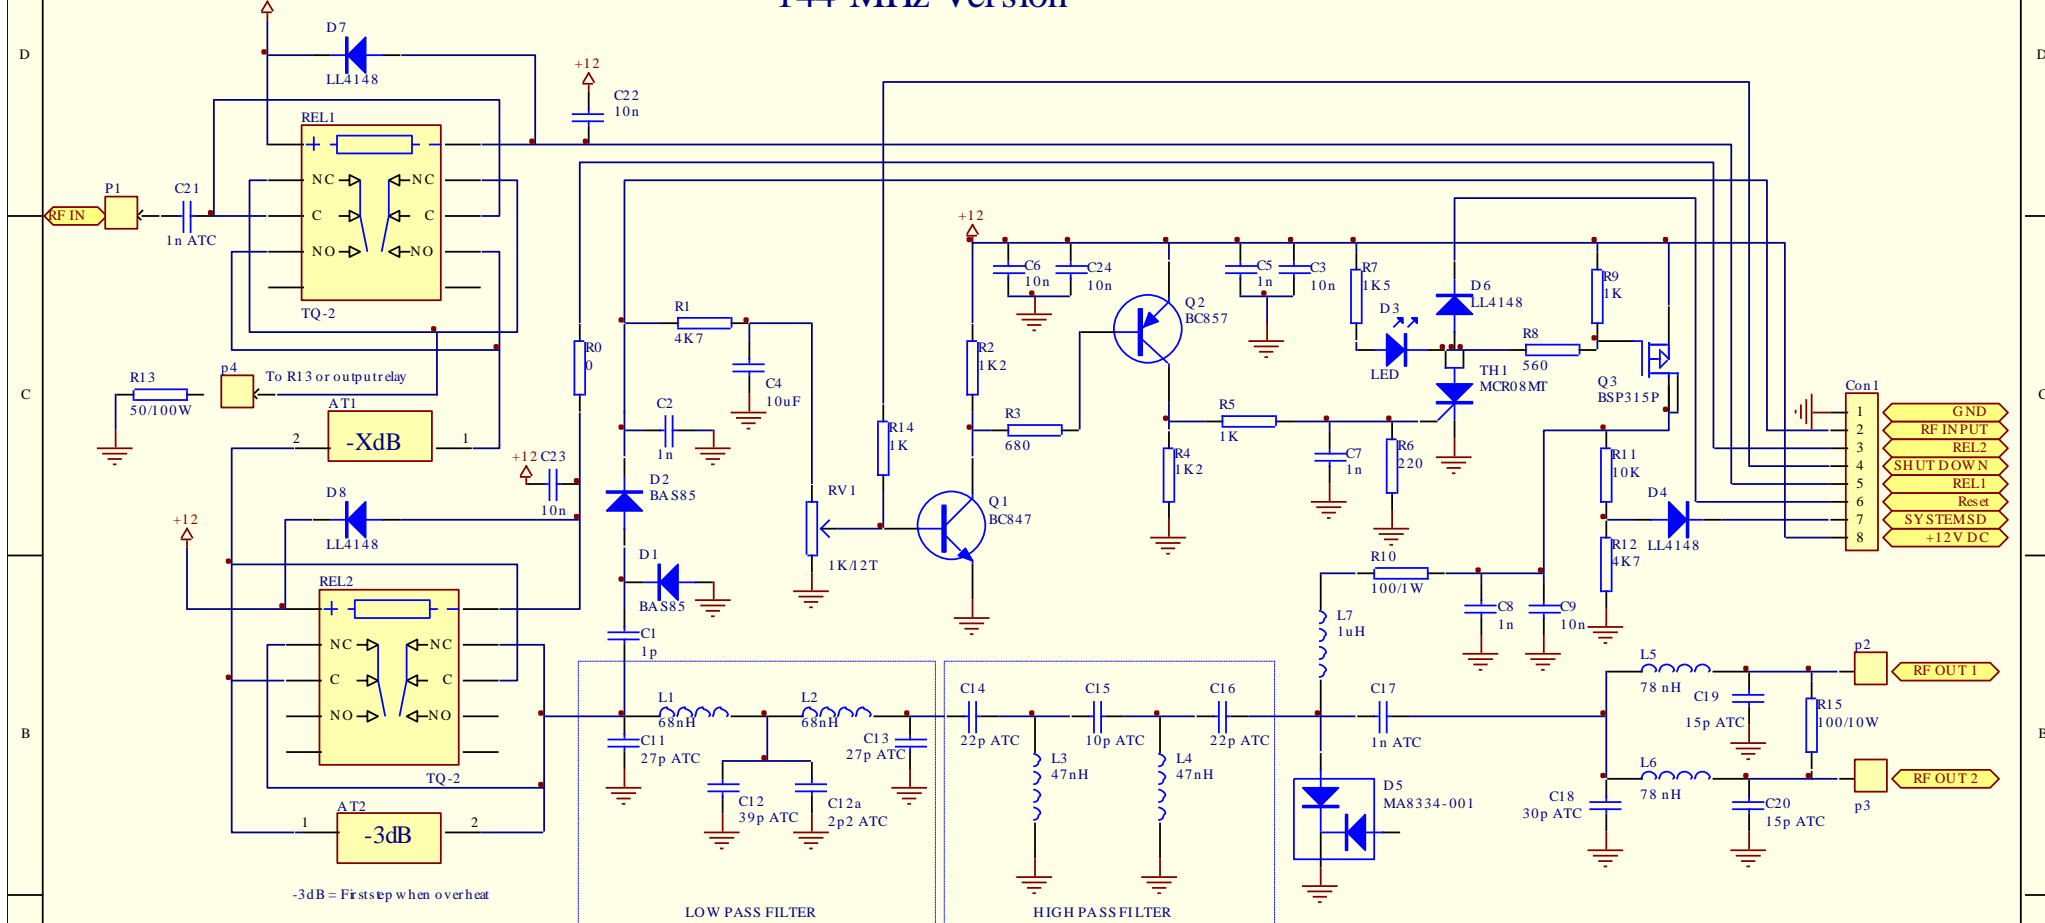 144 MHz Version
D
D
D7
LL4148
+12
C22
10n
REL1
+
NC
NC
C
C
NO
NO
TQ-2
RF IN
P1
C21
1n ATC
+12
C6
10n
C24
10n
Q2
BC857
C5
1n
C3
10n
R7
1K5
D3
LED
D6
LL4148
R9
1K
R8
560
TH1
MCR08MT
Q3
BSP315P
R1
4K7
R0
0
C4
10uF
R2
1K2
C
C
R13
50/100W
p4
To R13 or output relay
AT1
2
-XdB
1
C2
1n
R14
1K
R3
680
R5
1K
R4
1K2
C7
1n
R6
220
R11
10K
D4
LL4148
R12
4K7
Con1
1
GND
2
RF INPUT
3
REL2
4
SHUT DOWN
5
REL1
6
Reset
7
SYSTEM SD
8
+12V DC
+12
C23
10n
D2
BAS85
RV1
1K/12T
Q1
BC847
D8
LL4148
+12
D1
BAS85
R10
100/1W
REL2
+
NC
NC
C
C
NO
NO
TQ-2
C1
1p
L7
1uH
C8
1n
C9
10n
B
B
L1
68nH
L2
68nH
C11
27p ATC
C13
27p ATC
C12
39p ATC
C12a
2p2 ATC
C14
22p ATC
C15
10p ATC
C16
22p ATC
L3
47nH
L4
47nH
C17
1n ATC
D5
MA8334-001
L5
78 nH
C19
15p ATC
R15
100/10W
p2
RF OUT 1
L6
78 nH
C18
30p ATC
C20
15p ATC
p3
RF OUT 2
AT2
1
-3dB
2
-3dB = First step when overheat
LOW PASS FILTER
HIGH PASS FILTER